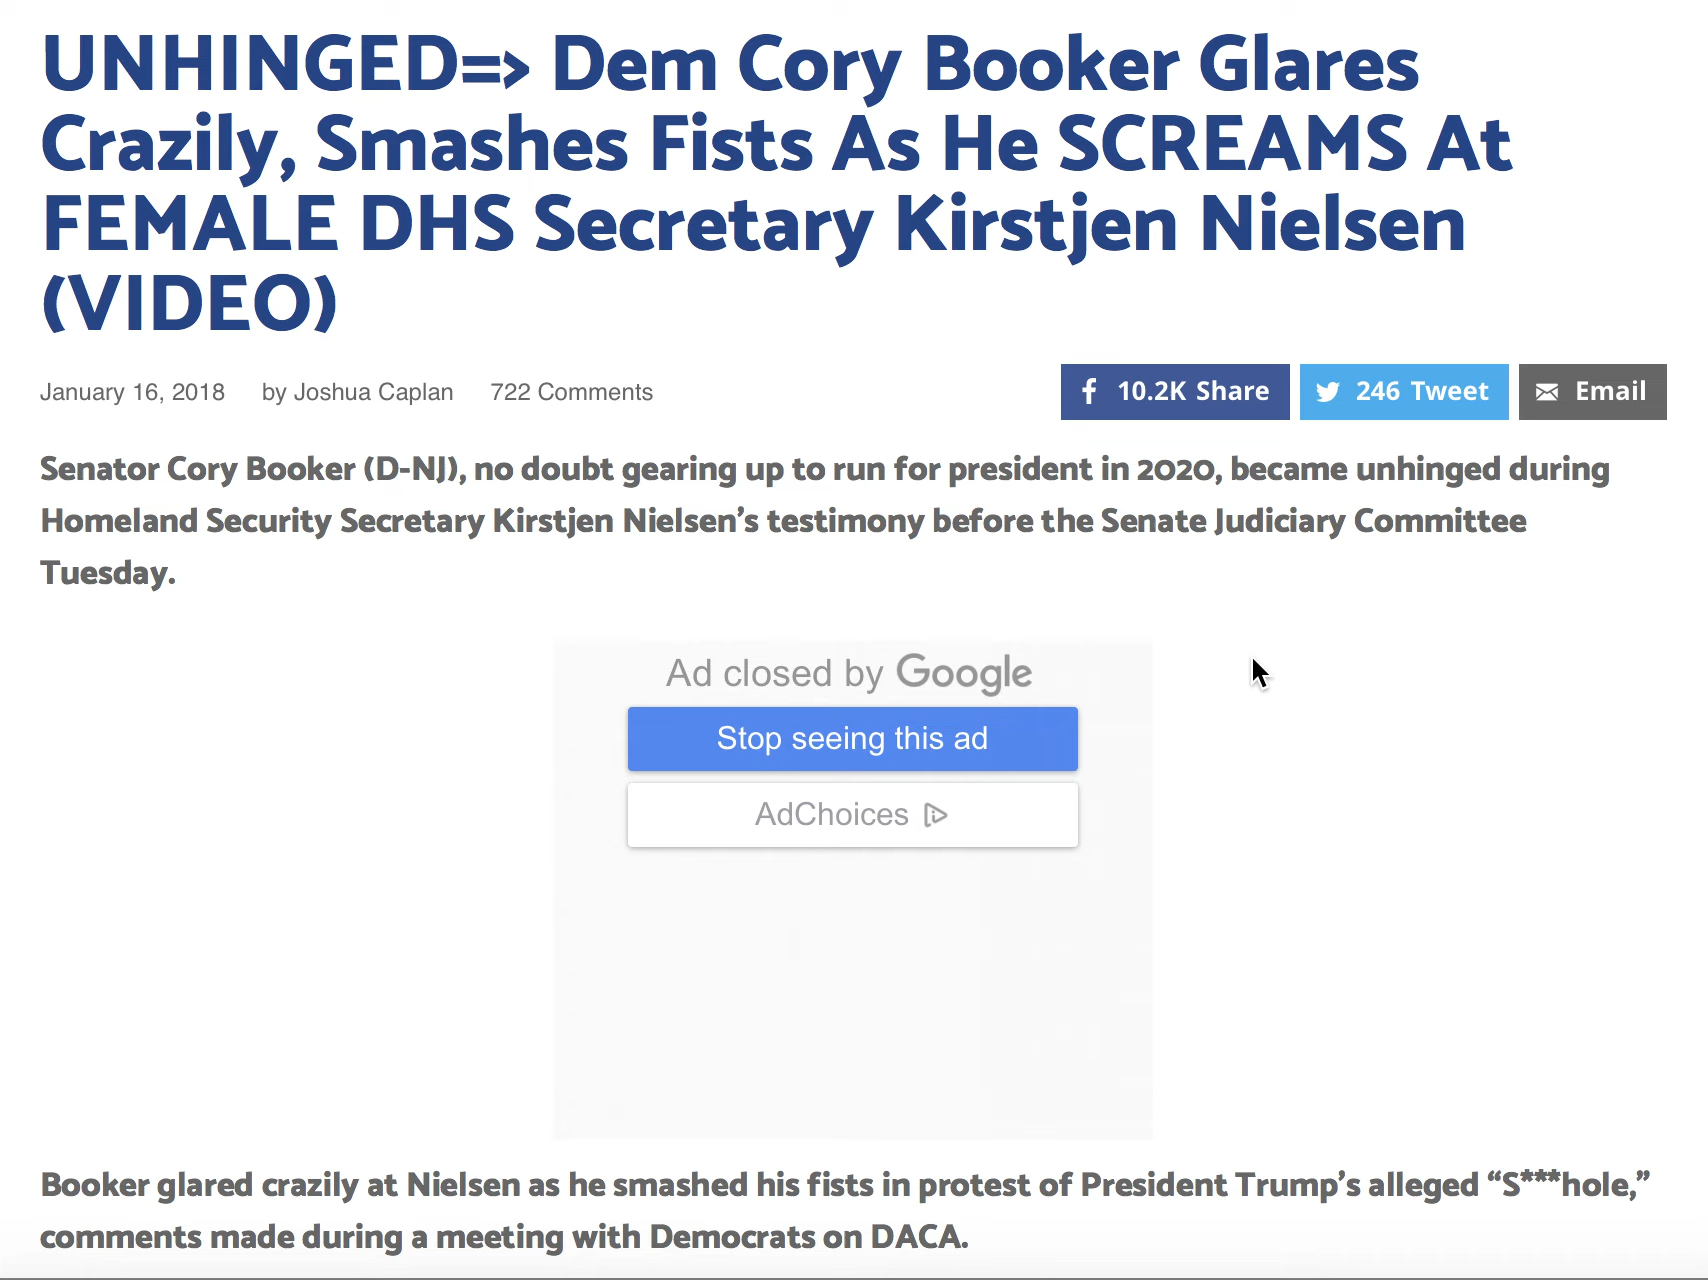 UNHINGED=> Dem Cory Booker Glares
Crazily, Smashes Fists As He SCREAMS At
FEMALE DHS Secretary Kirstjen Nielsen
(VIDEO)
January 16, 2018 by Joshua Caplan 722 Comments
10.2K Share 246 Tweet Email
Senator Cory Booker (D-NJ), no doubt gearing up to run for president in 2020, became unhinged during
Homeland Security Secretary Kirstjen Nielsen’s testimony before the Senate Judiciary Committee
Tuesday.
Ad closed by Google
Stop seeing this ad
AdChoices
Booker glared crazily at Nielsen as he smashed his fists in protest of President Trump’s alleged “S***hole,”
comments made during a meeting with Democrats on DACA.